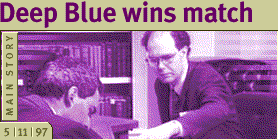 Deep Blue wins match
MAIN STORY
5 | 11 | 97